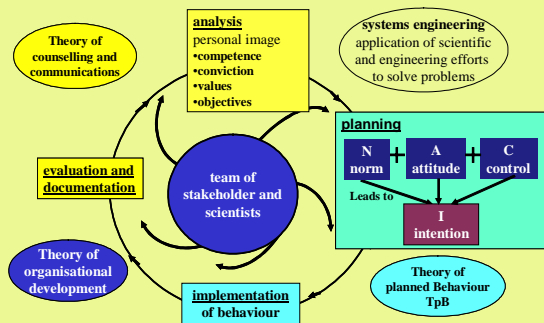 Theory of
counselling and
communications
analysis
personal image
•competence
•conviction
•values
•objectives
systems engineering
application of scientific
and engineering efforts
to solve problems
planning
N
norm
+
A
attitude
+
C
control
Leads to
I
intention
evaluation and
documentation
team of
stakeholder and
scientists
Theory of
organisational
development
implementation
of behaviour
Theory of
planned Behaviour
TpB